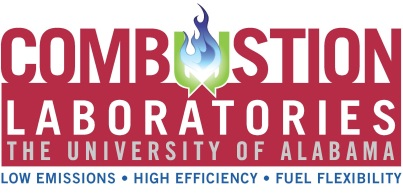 COMBUSTION
LABORATORIES
THE UNIVERSITY OF ALABAMA
LOW EMISSIONS • HIGH EFFICIENCY • FUEL FLEXIBILITY